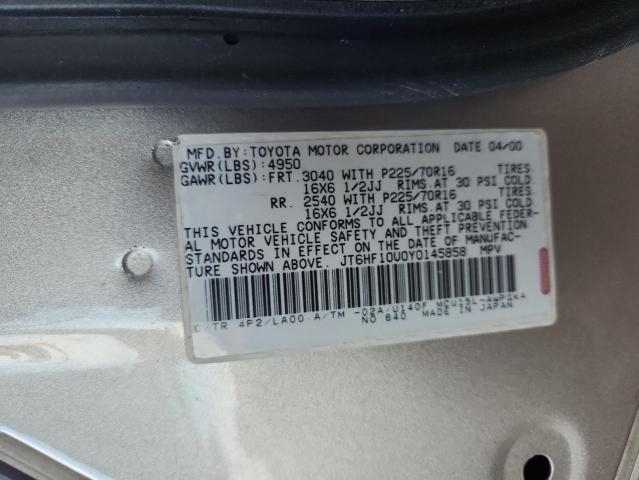 MFD.BY:TOYOTA MOTOR CORPORATION DATE 04/00
GVWR(LBS):4950
GAWR(LBS):FRT.3040 WITH P225/70R16 TIRES,
16X6 1/2JJ RIMS,AT 30 PSI COLD
RR. 2540 WITH P225/70R16 TIRES,
16X6 1/2JJ RIMS,AT 30 PSI COLD
THIS VEHICLE CONFORMS TO ALL APPLICABLE FEDER-
AL MOTOR VEHICLE SAFETY AND THEFT PREVENTION
STANDARDS IN EFFECT ON THE DATE OF MANUFAC-
TURE SHOWN ABOVE. JT6HF10U0Y0145858 MPV
C/TR 4P2/LA00 A/TM -02A/U140F MCU15L-AWPGKA
NO 640 MADE IN JAPAN